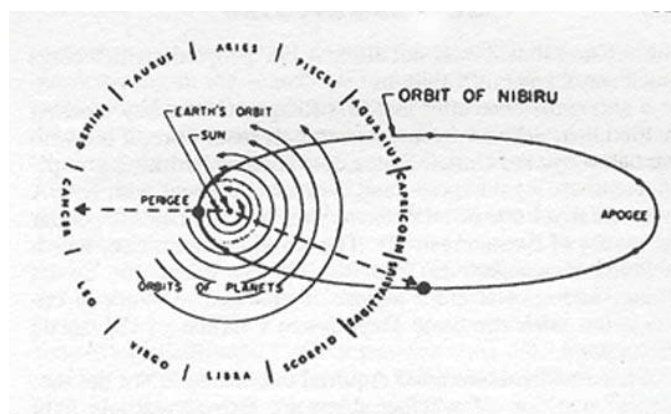 ARIES
PISCES
AQUARIUS
CAPRICORN
SAGITTARIUS
SCORPIO
LIBRA
VIRGO
LEO
CANCER
GEMINI
TAURUS
EARTH'S ORBIT
SUN
ORBIT OF NIBIRU
PERIGEE
APOGEE
ORBITS OF PLANETS